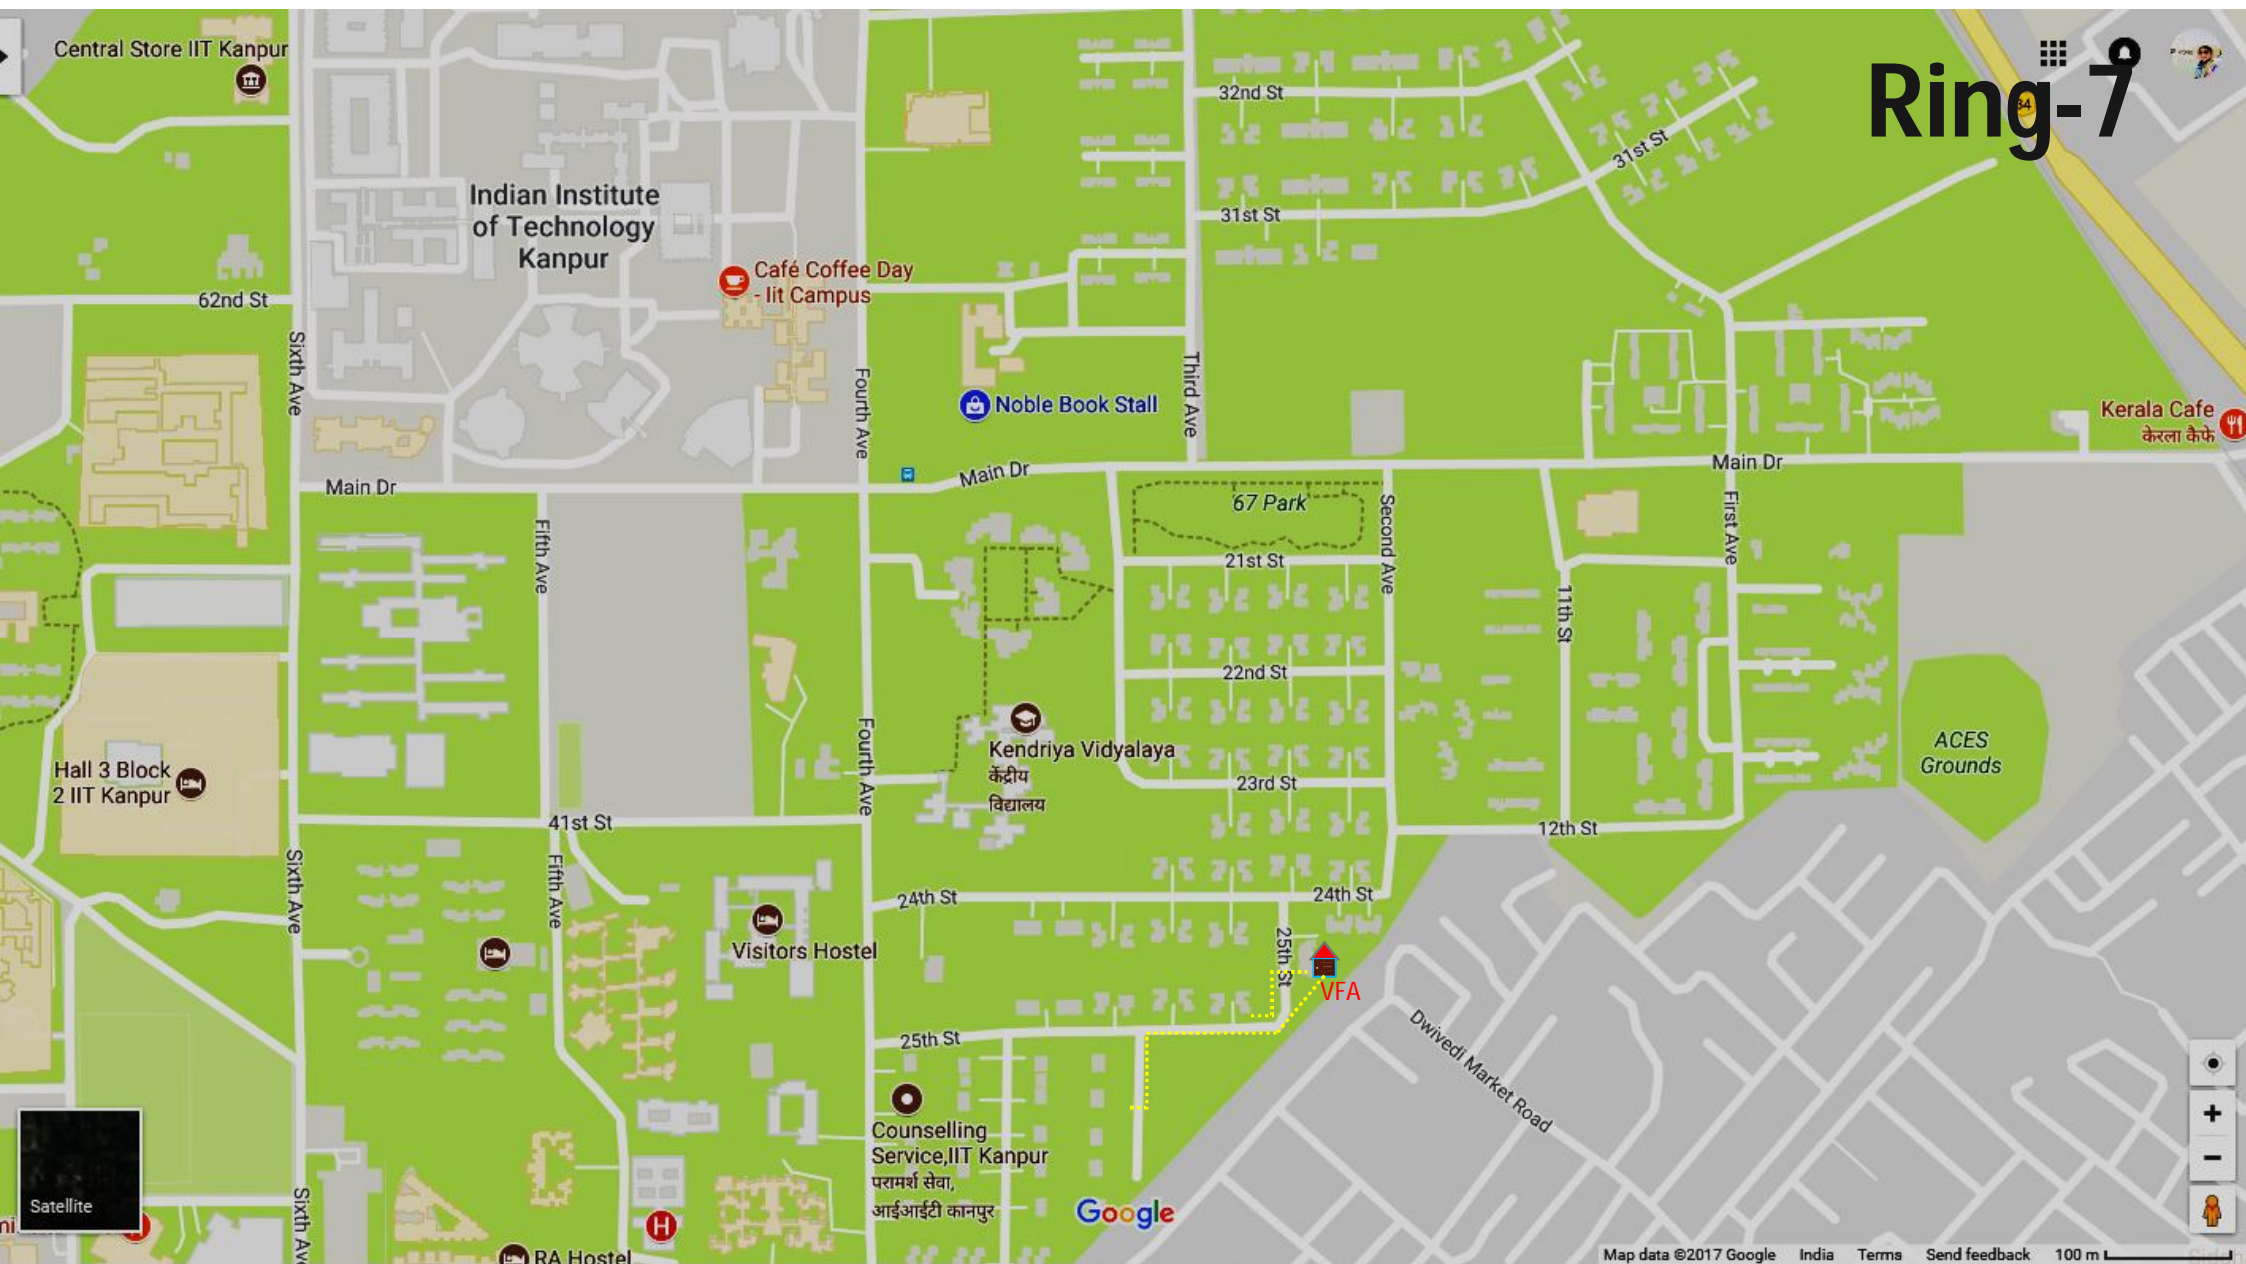 Ring-7
34
Central Store IIT Kanpur
32nd St
31st St
31st St
Indian Institute
of Technology
Kanpur
Café Coffee Day
- Iit Campus
62nd St
Sixth Ave
Fourth Ave
Third Ave
Noble Book Stall
Kerala Cafe
केरला कैफे
Main Dr
Main Dr
Main Dr
67 Park
Second Ave
First Ave
Fifth Ave
21st St
11th St
22nd St
Kendriya Vidyalaya
केंद्रीय
विद्यालय
23rd St
Fourth Ave
ACES
Grounds
Hall 3 Block
2 IIT Kanpur
41st St
12th St
Sixth Ave
Fifth Ave
24th St
24th St
Visitors Hostel
25th St
VFA
25th St
Dwivedi Market Road
Counselling
Service,IIT Kanpur
परामर्श सेवा,
आईआईटी कानपुर
Satellite
Sixth Av
H
Google
RA Hostel
Map data ©2017 Google India Terms Send feedback 100 m